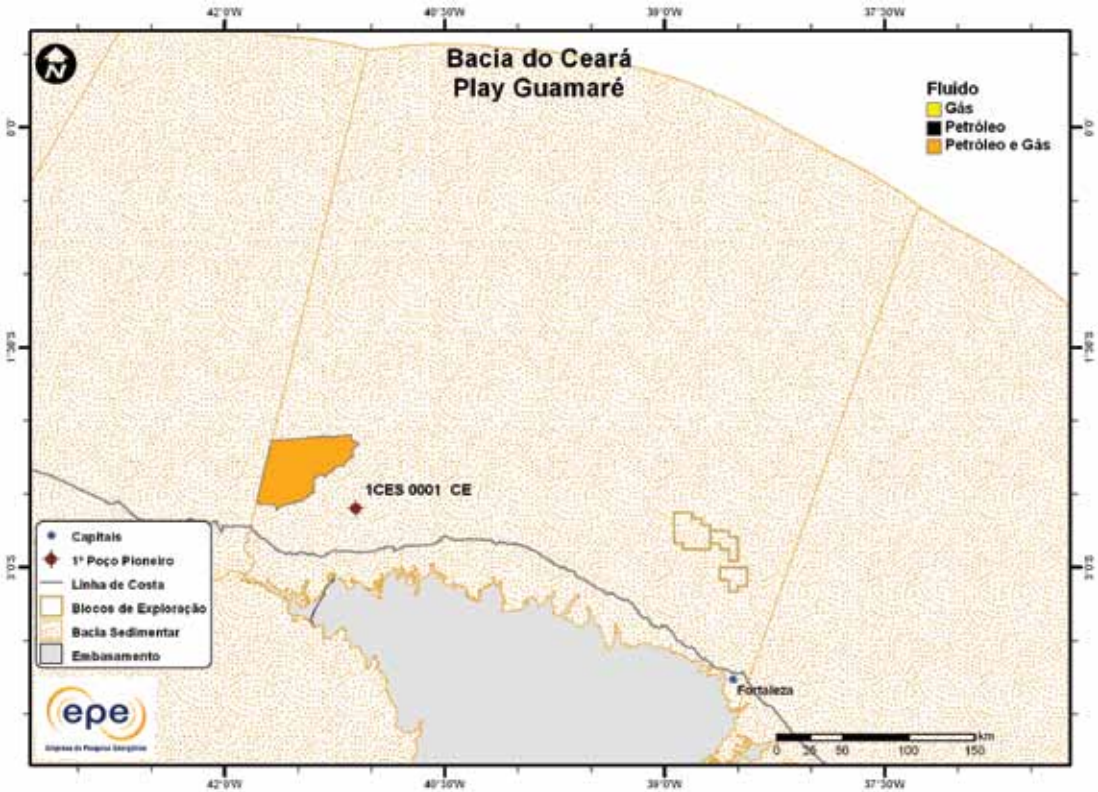 42°0'W 40°30'W 39°0'W 37°30'W
Bacia do Ceará
Play Guamaré
N
Fluido
Gás
Petróleo
Petróleo e Gás
0°0' 0°0'
1°30'S 1°30'S
1CES 0001 CE
3°0'S 3°0'S
Capitais
1º Poço Pioneiro
Linha de Costa
Blocos de Exploração
Bacia Sedimentar
Embasamento
Fortaleza
epe
Empresa de Pesquisa Energética
km
0 25 50 100 150
42°0'W 40°30'W 39°0'W 37°30'W